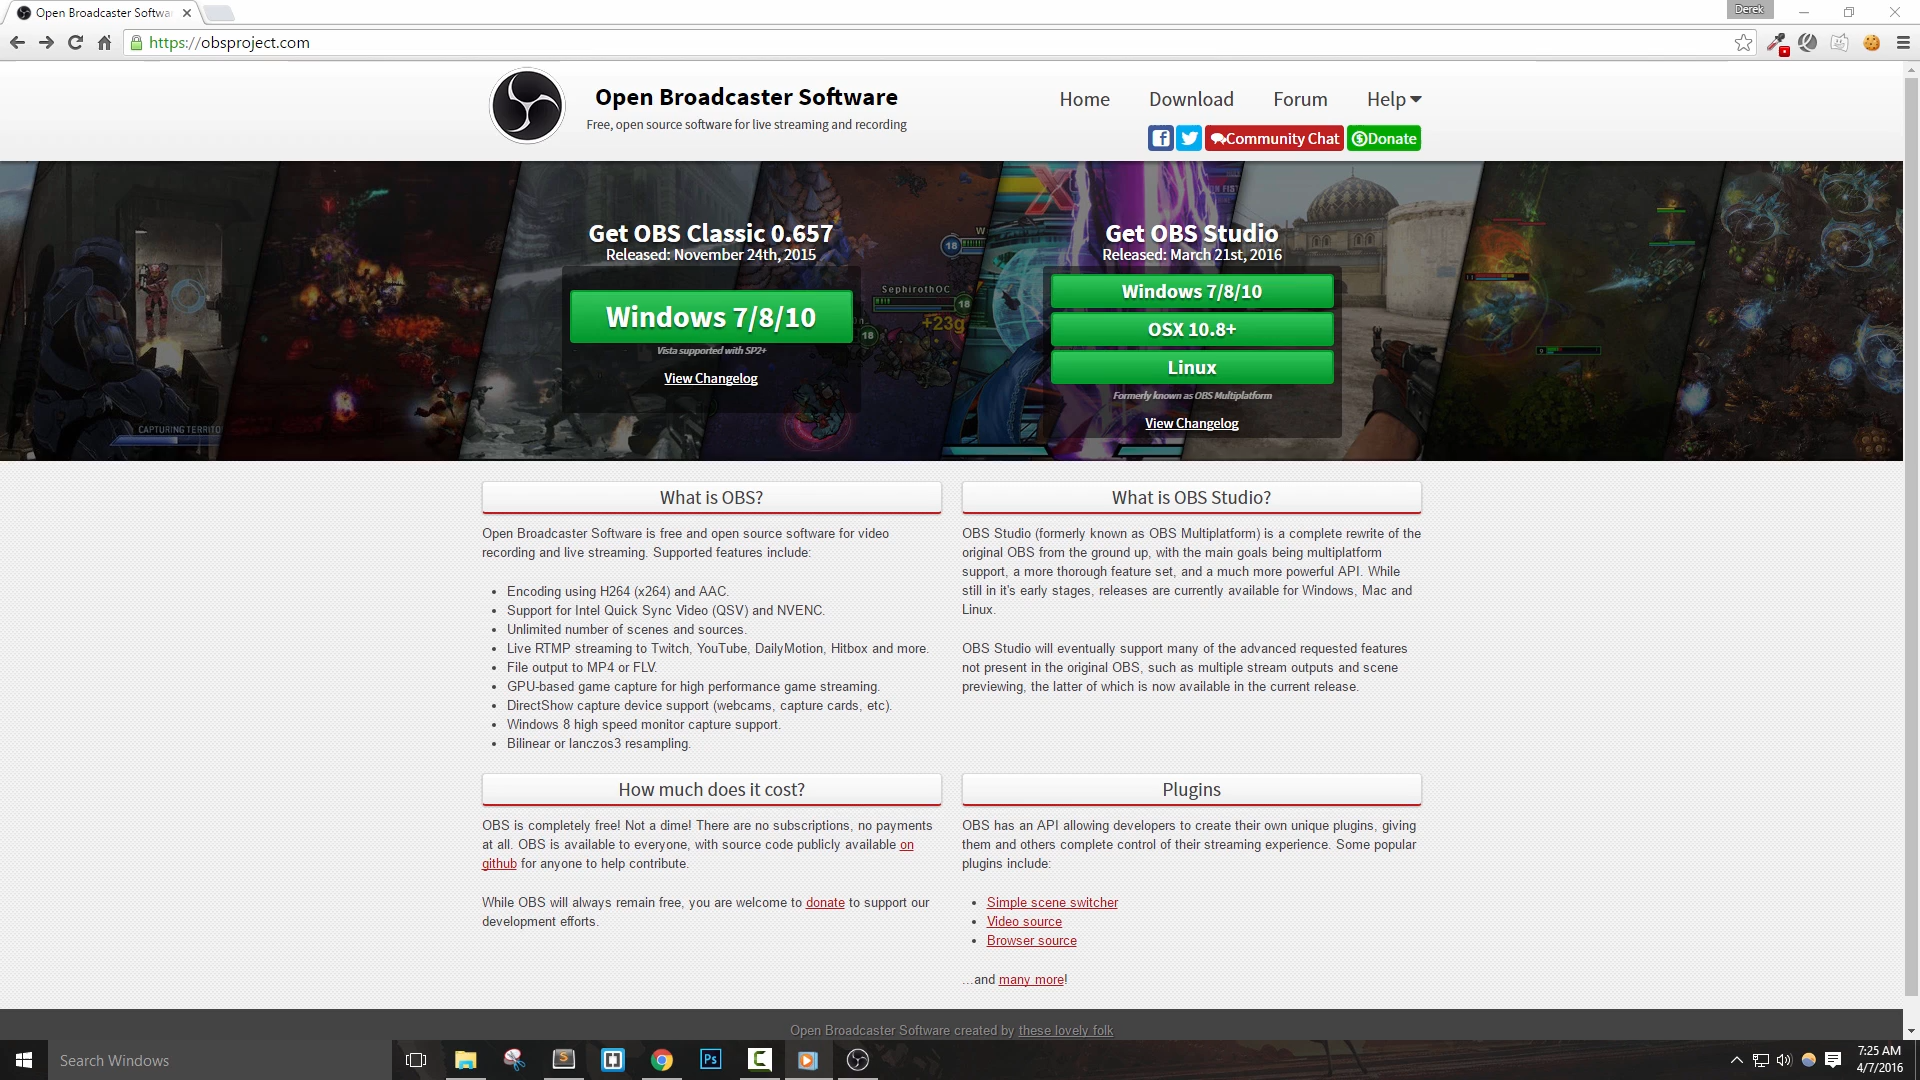 Open Broadcaster Softwa
Derek
https://obsproject.com
Open Broadcaster Software
Free, open source software for live streaming and recording
Home
Download
Forum
Help
Community Chat
Donate
Get OBS Classic 0.657
Released: November 24th, 2015
Windows 7/8/10
Vista supported with SP2+
View Changelog
CAPTURING TERRITO
SephirothOC
18
18
18
+23g
Get OBS Studio
Released: March 21st, 2016
Windows 7/8/10
OSX 10.8+
Linux
Formerly known as OBS Multiplatform
View Changelog
What is OBS?
Open Broadcaster Software is free and open source software for video
recording and live streaming. Supported features include:
• Encoding using H264 (x264) and AAC.
• Support for Intel Quick Sync Video (QSV) and NVENC.
• Unlimited number of scenes and sources.
• Live RTMP streaming to Twitch, YouTube, DailyMotion, Hitbox and more.
• File output to MP4 or FLV.
• GPU-based game capture for high performance game streaming.
• DirectShow capture device support (webcams, capture cards, etc).
• Windows 8 high speed monitor capture support.
• Bilinear or lanczos3 resampling.
What is OBS Studio?
OBS Studio (formerly known as OBS Multiplatform) is a complete rewrite of the
original OBS from the ground up, with the main goals being multiplatform
support, a more thorough feature set, and a much more powerful API. While
still in it's early stages, releases are currently available for Windows, Mac and
Linux.
OBS Studio will eventually support many of the advanced requested features
not present in the original OBS, such as multiple stream outputs and scene
previewing, the latter of which is now available in the current release.
How much does it cost?
OBS is completely free! Not a dime! There are no subscriptions, no payments
at all. OBS is available to everyone, with source code publicly available on
github for anyone to help contribute.
While OBS will always remain free, you are welcome to donate to support our
development efforts.
Plugins
OBS has an API allowing developers to create their own unique plugins, giving
them and others complete control of their streaming experience. Some popular
plugins include:
• Simple scene switcher
• Video source
• Browser source
...and many more!
Open Broadcaster Software created by these lovely folk
Search Windows
Ps
7:25 AM
4/7/2016